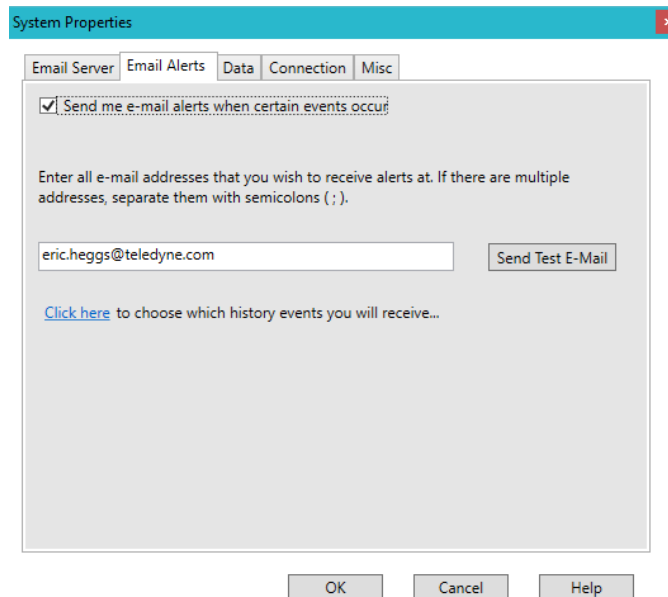 System Properties
Email Server Email Alerts Data Connection Misc
Send me e-mail alerts when certain events occur
Enter all e-mail addresses that you wish to receive alerts at. If there are multiple
addresses, separate them with semicolons ( ; ).
eric.heggs@teledyne.com Send Test E-Mail
Click here to choose which history events you will receive...
OK Cancel Help